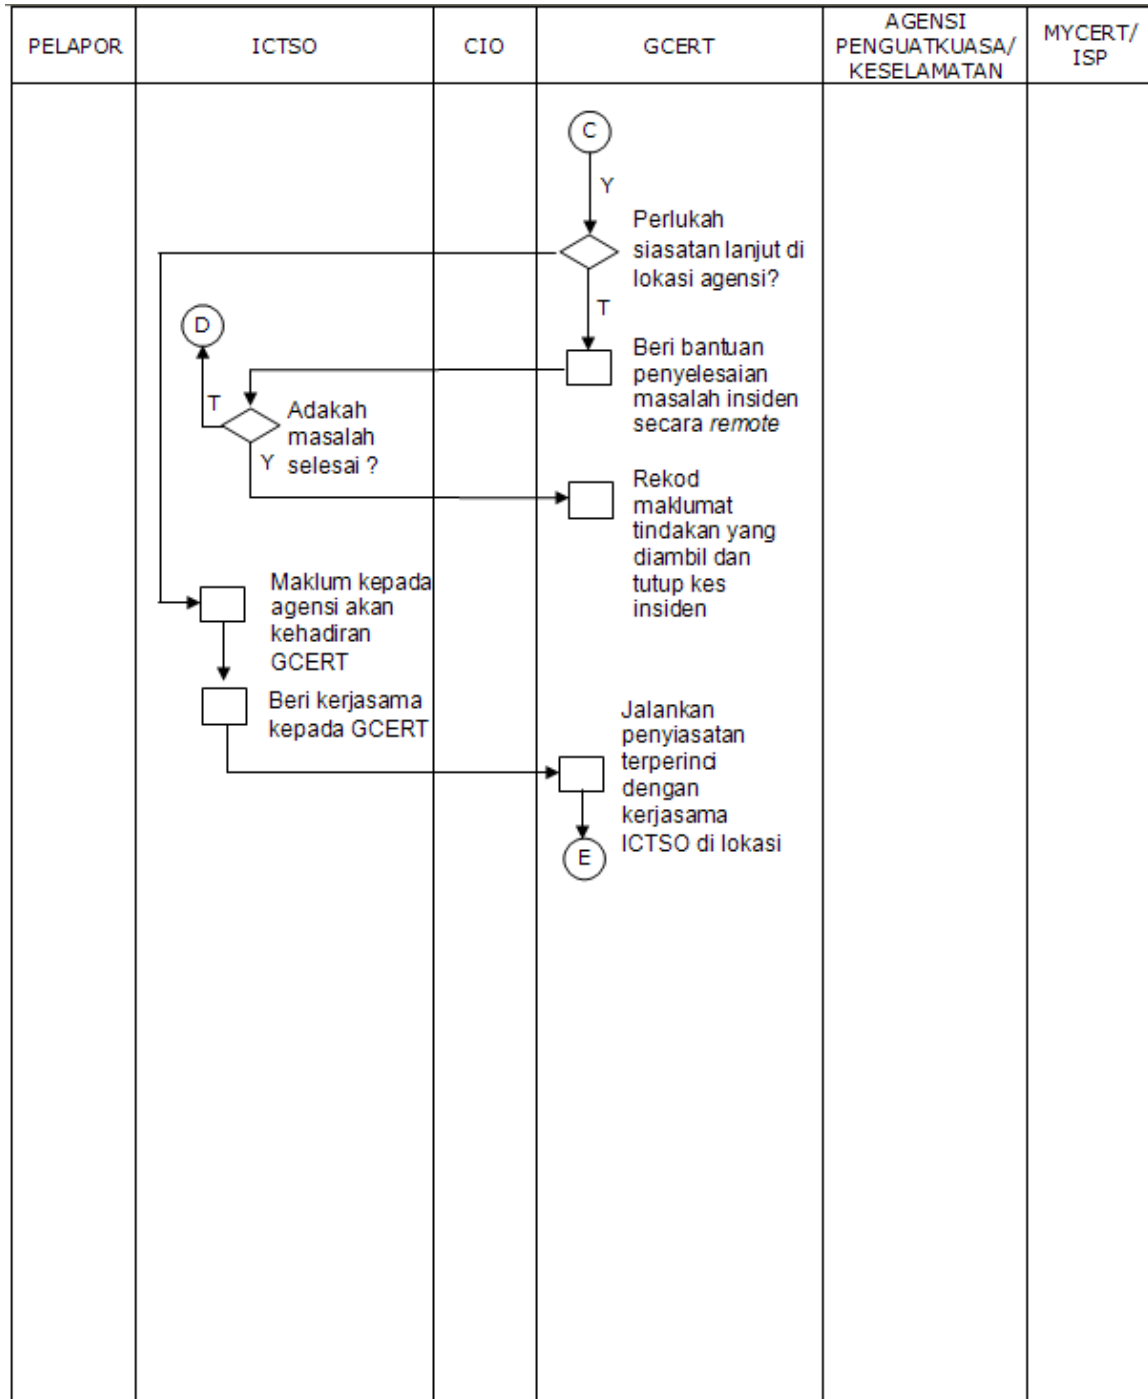 PELAPOR
ICTSO
CIO
GCERT
AGENSI
PENGUATKUASA/
KESELAMATAN
MYCERT/
ISP
C
Y
Perlukah
siasatan lanjut di
lokasi agensi?
T
D
Beri bantuan
penyelesaian
masalah insiden
secara remote
T
Adakah
masalah
selesai ?
Y
Rekod
maklumat
tindakan yang
diambil dan
tutup kes
insiden
Maklum kepada
agensi akan
kehadiran
GCERT
Beri kerjasama
kepada GCERT
Jalankan
penyiasatan
terperinci
dengan
kerjasama
ICTSO di lokasi
E